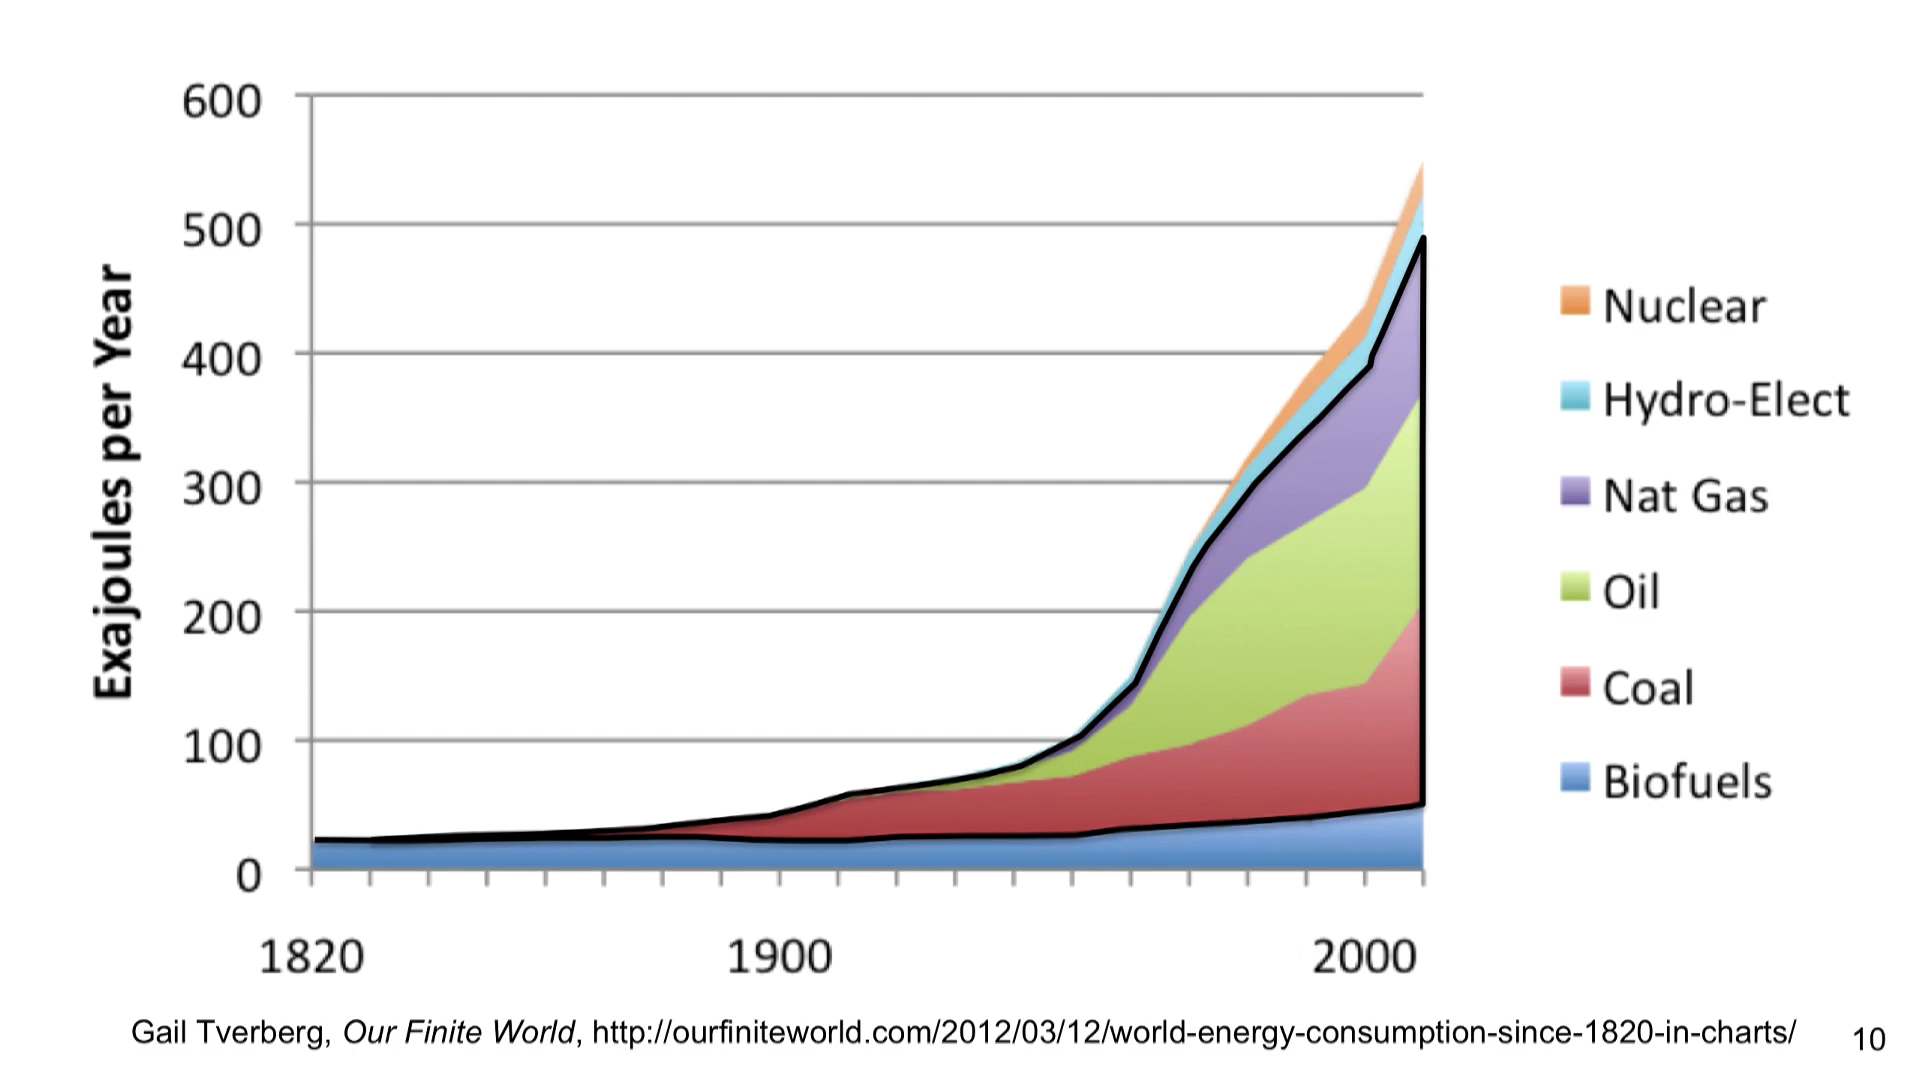 600
500
400
300
200
100
0
Exajoules per Year
1820
1900
2000
Nuclear
Hydro-Elect
Nat Gas
Oil
Coal
Biofuels
Gail Tverberg, Our Finite World, http://ourfiniteworld.com/2012/03/12/world-energy-consumption-since-1820-in-charts/
10